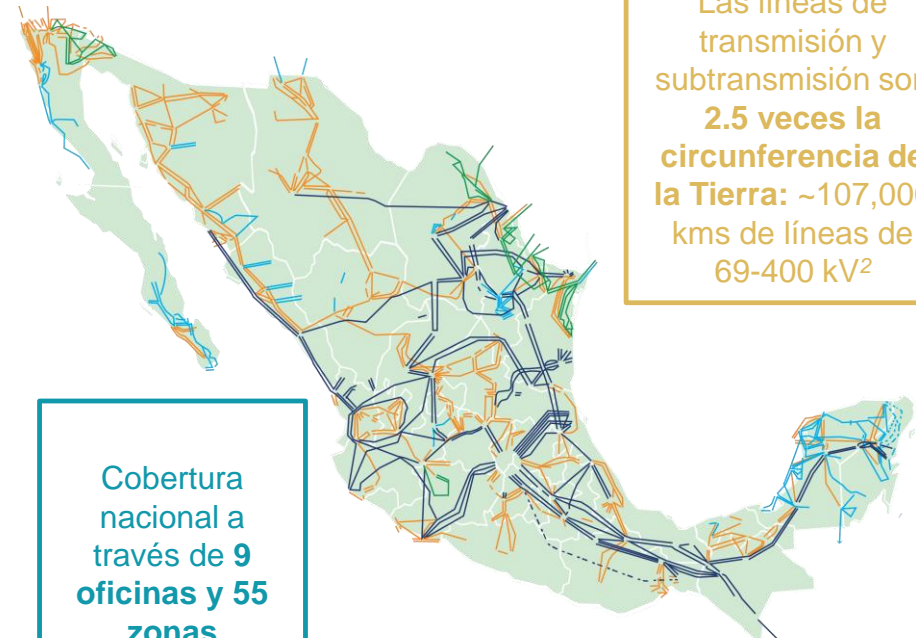 Las líneas de
transmisión y
subtransmisión son
2.5 veces la
circunferencia de
la Tierra: ~107,000
kms de líneas de
69-400 kV²
Cobertura
nacional a
través de 9
oficinas y 55
zonas